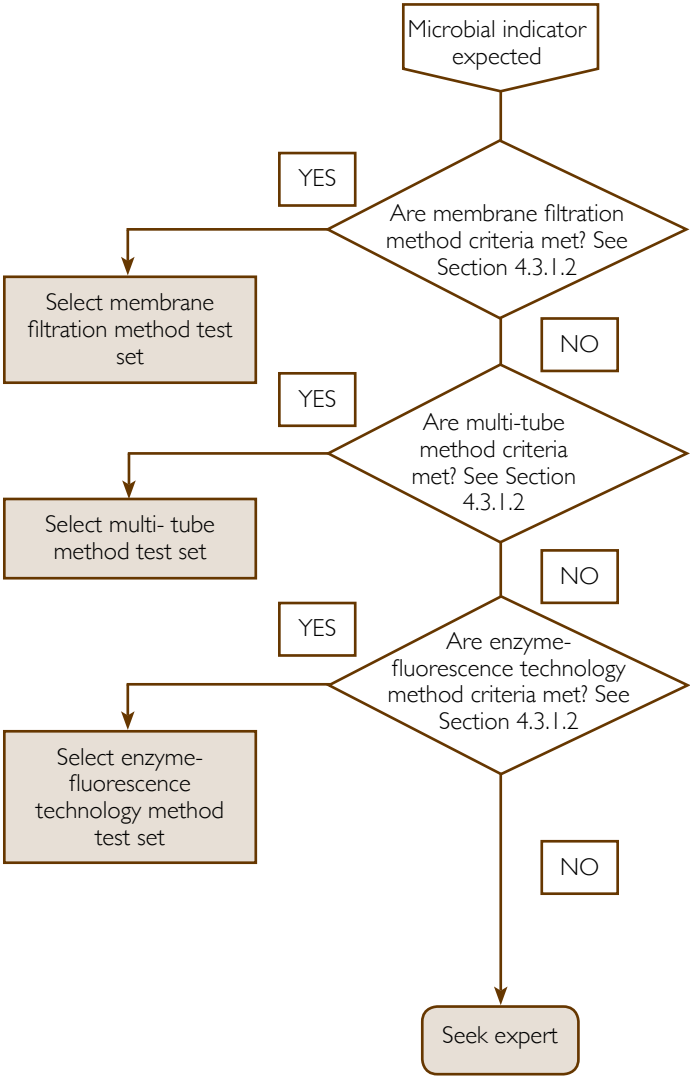 Microbial indicator
expected
YES
Are membrane filtration
method criteria met? See
Section 4.3.1.2
Select membrane
filtration method test
set
NO
YES
Are multi-tube
method criteria
met? See Section
4.3.1.2
Select multi- tube
method test set
NO
YES
Are enzyme-
fluorescence technology
method criteria met? See
Section 4.3.1.2
Select enzyme-
fluorescence
technology method
test set
NO
Seek expert